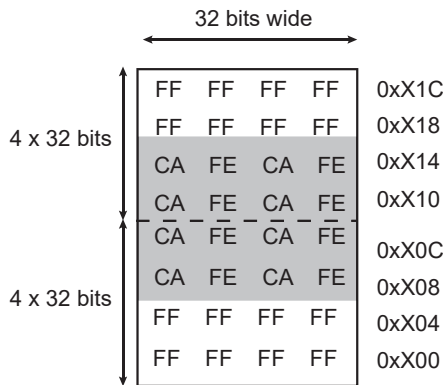 32 bits wide
FF FF FF FF 0xX1C
FF FF FF FF 0xX18
4 x 32 bits
CA FE CA FE 0xX14
CA FE CA FE 0xX10
CA FE CA FE 0xX0C
CA FE CA FE 0xX08
4 x 32 bits
FF FF FF FF 0xX04
FF FF FF FF 0xX00